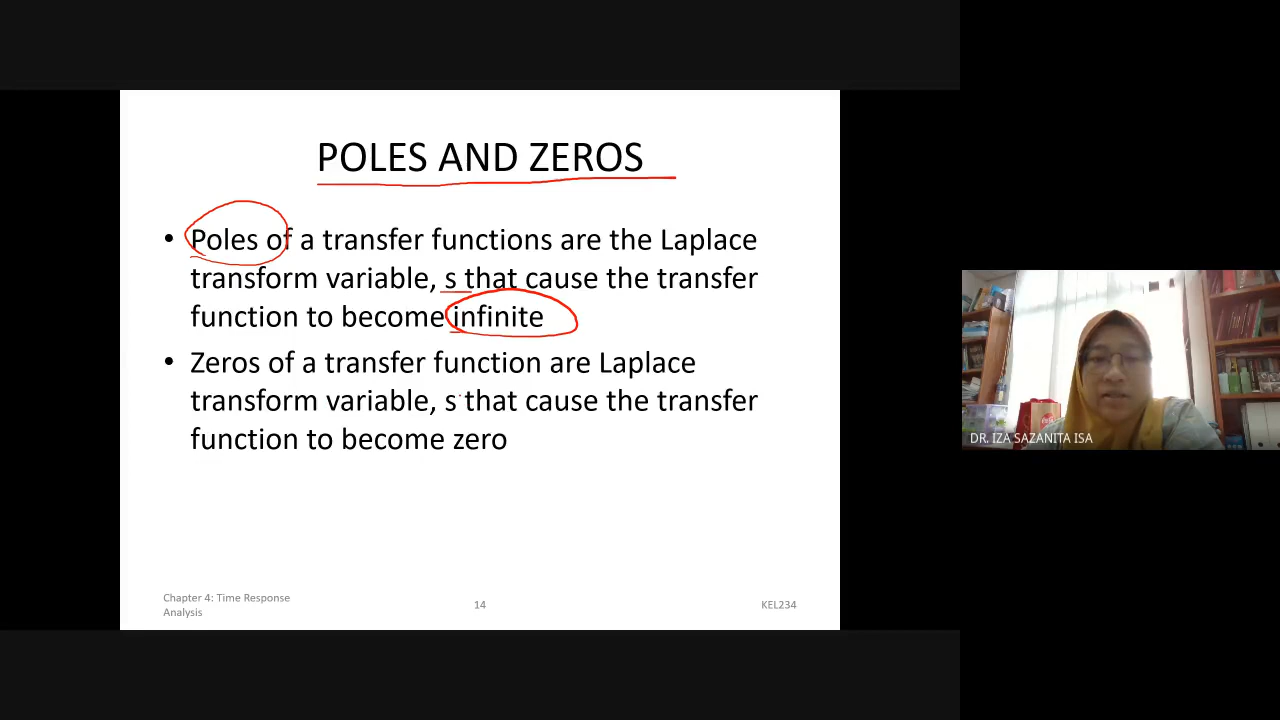 POLES AND ZEROS
• Poles of a transfer functions are the Laplace
transform variable, s that cause the transfer
function to become infinite
• Zeros of a transfer function are Laplace
transform variable, s that cause the transfer
function to become zero
Chapter 4: Time Response
Analysis
14
KEL234
DR. IZA SAZANITA ISA